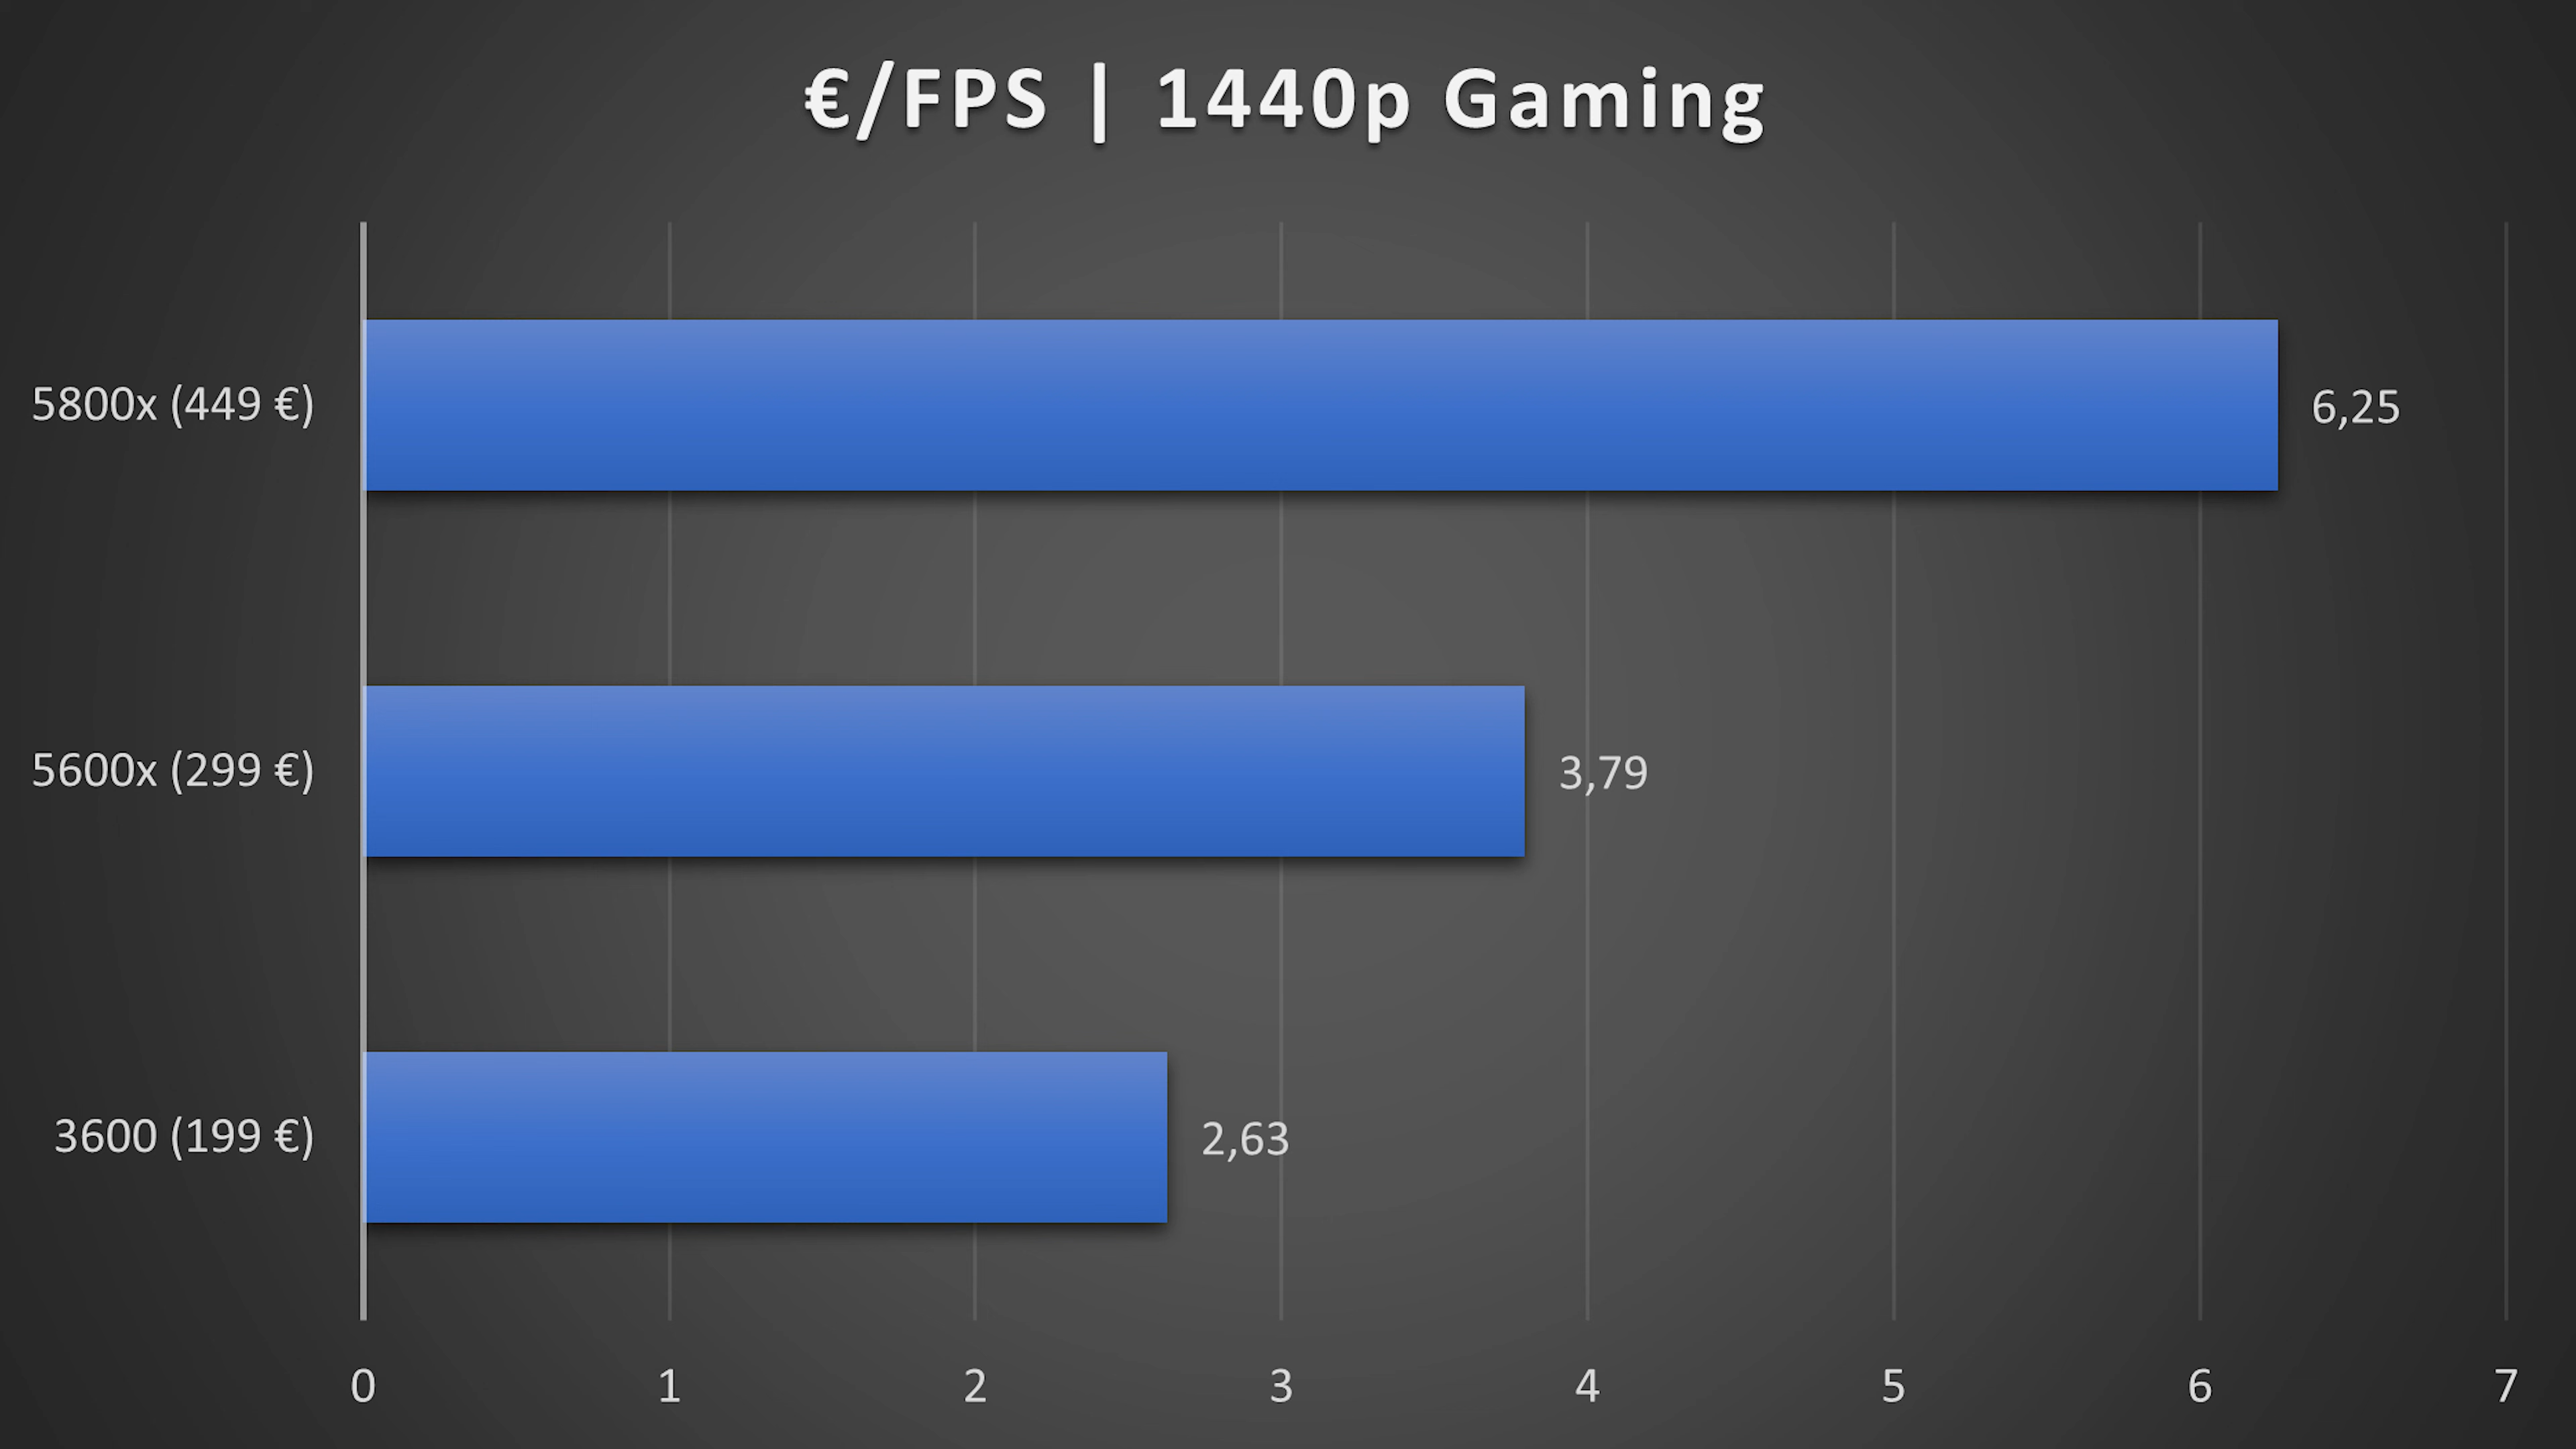 €/FPS | 1440p Gaming
5800x (449 €)
6,25
5600x (299 €)
3,79
3600 (199 €)
2,63
0 1 2 3 4 5 6 7